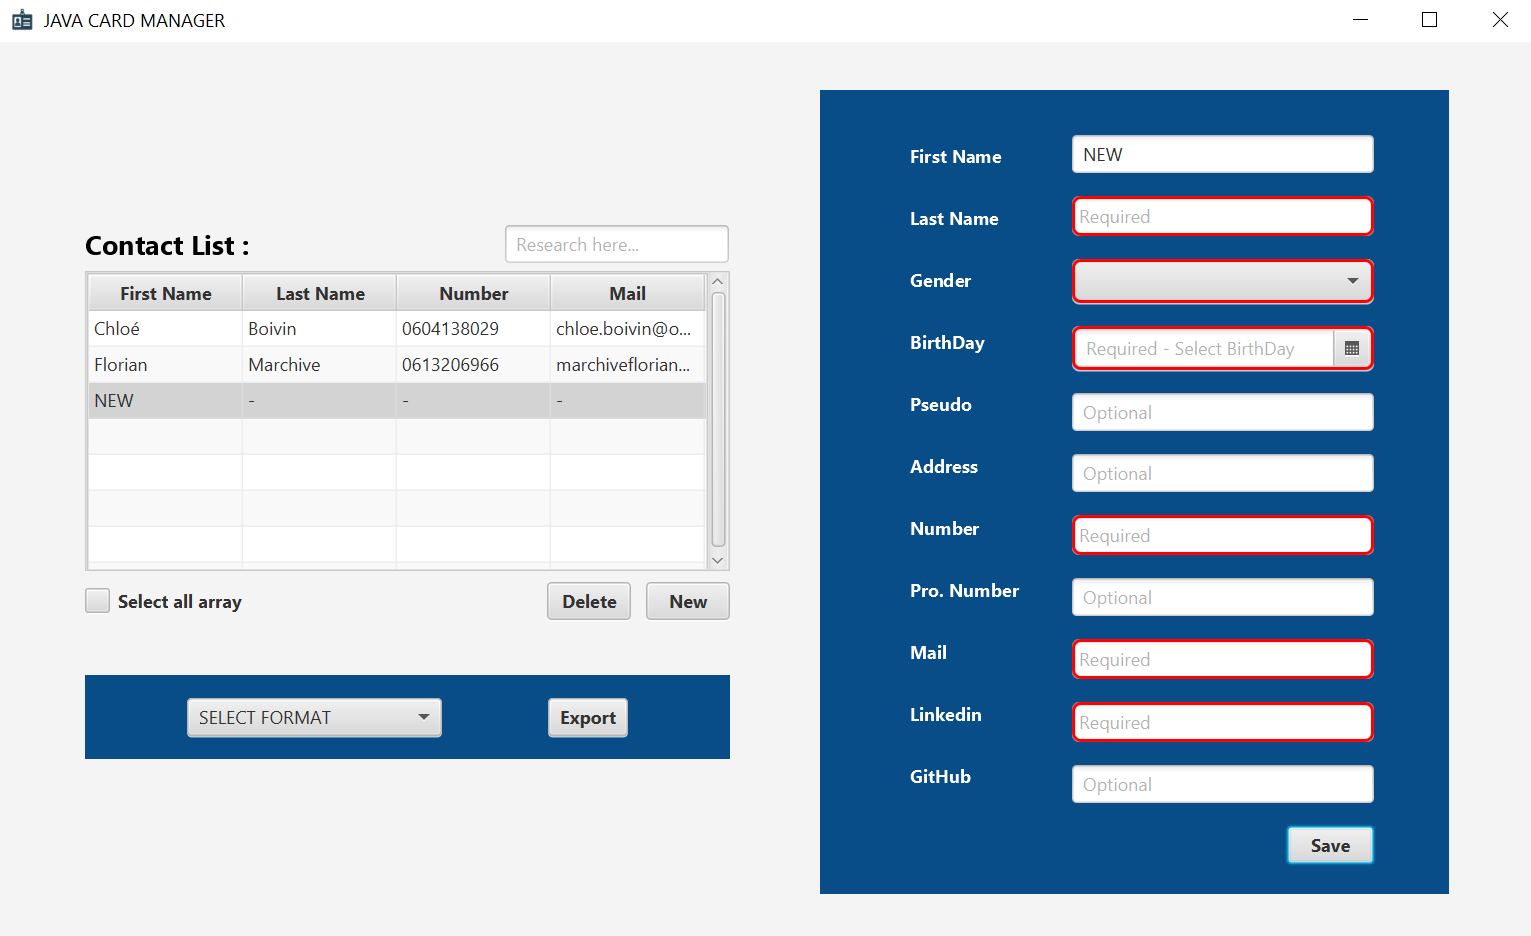 JAVA CARD MANAGER
Contact List :
Research here...
First Name Last Name Number Mail
Chloé Boivin 0604138029 chloe.boivin@o...
Florian Marchive 0613206966 marchiveflorian...
NEW - - -
Select all array
Delete New
SELECT FORMAT
Export
First Name NEW
Last Name Required
Gender
BirthDay Required - Select BirthDay
Pseudo Optional
Address Optional
Number Required
Pro. Number Optional
Mail Required
Linkedin Required
GitHub Optional
Save